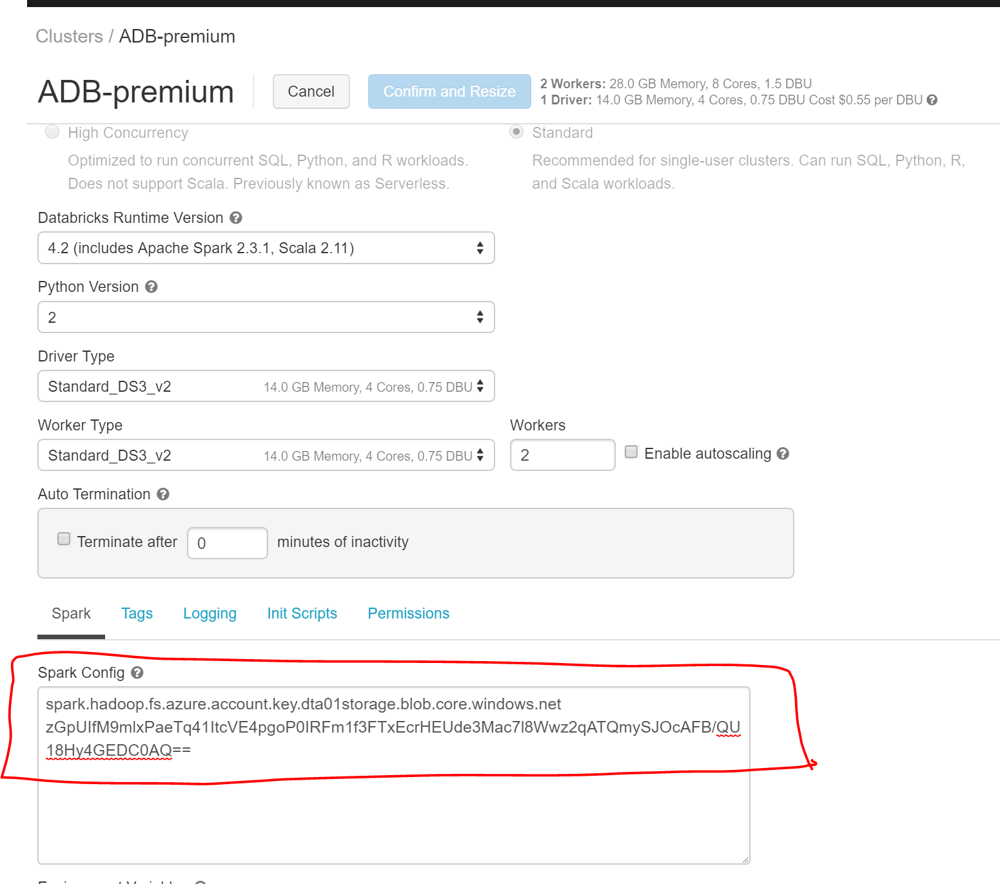 Clusters / ADB-premium
ADB-premium
Cancel
Confirm and Resize
2 Workers: 28.0 GB Memory, 8 Cores, 1.5 DBU
1 Driver: 14.0 GB Memory, 4 Cores, 0.75 DBU Cost $0.55 per DBU ?
High Concurrency
Optimized to run concurrent SQL, Python, and R workloads.
Does not support Scala. Previously known as Serverless.
Standard
Recommended for single-user clusters. Can run SQL, Python, R,
and Scala workloads.
Databricks Runtime Version ?
4.2 (includes Apache Spark 2.3.1, Scala 2.11)
Python Version ?
2
Driver Type
Standard_DS3_v2 14.0 GB Memory, 4 Cores, 0.75 DBU
Worker Type
Standard_DS3_v2 14.0 GB Memory, 4 Cores, 0.75 DBU
Workers
2
Enable autoscaling ?
Auto Termination ?
Terminate after 0 minutes of inactivity
Spark Tags Logging Init Scripts Permissions
Spark Config ?
spark.hadoop.fs.azure.account.key.dta01storage.blob.core.windows.net